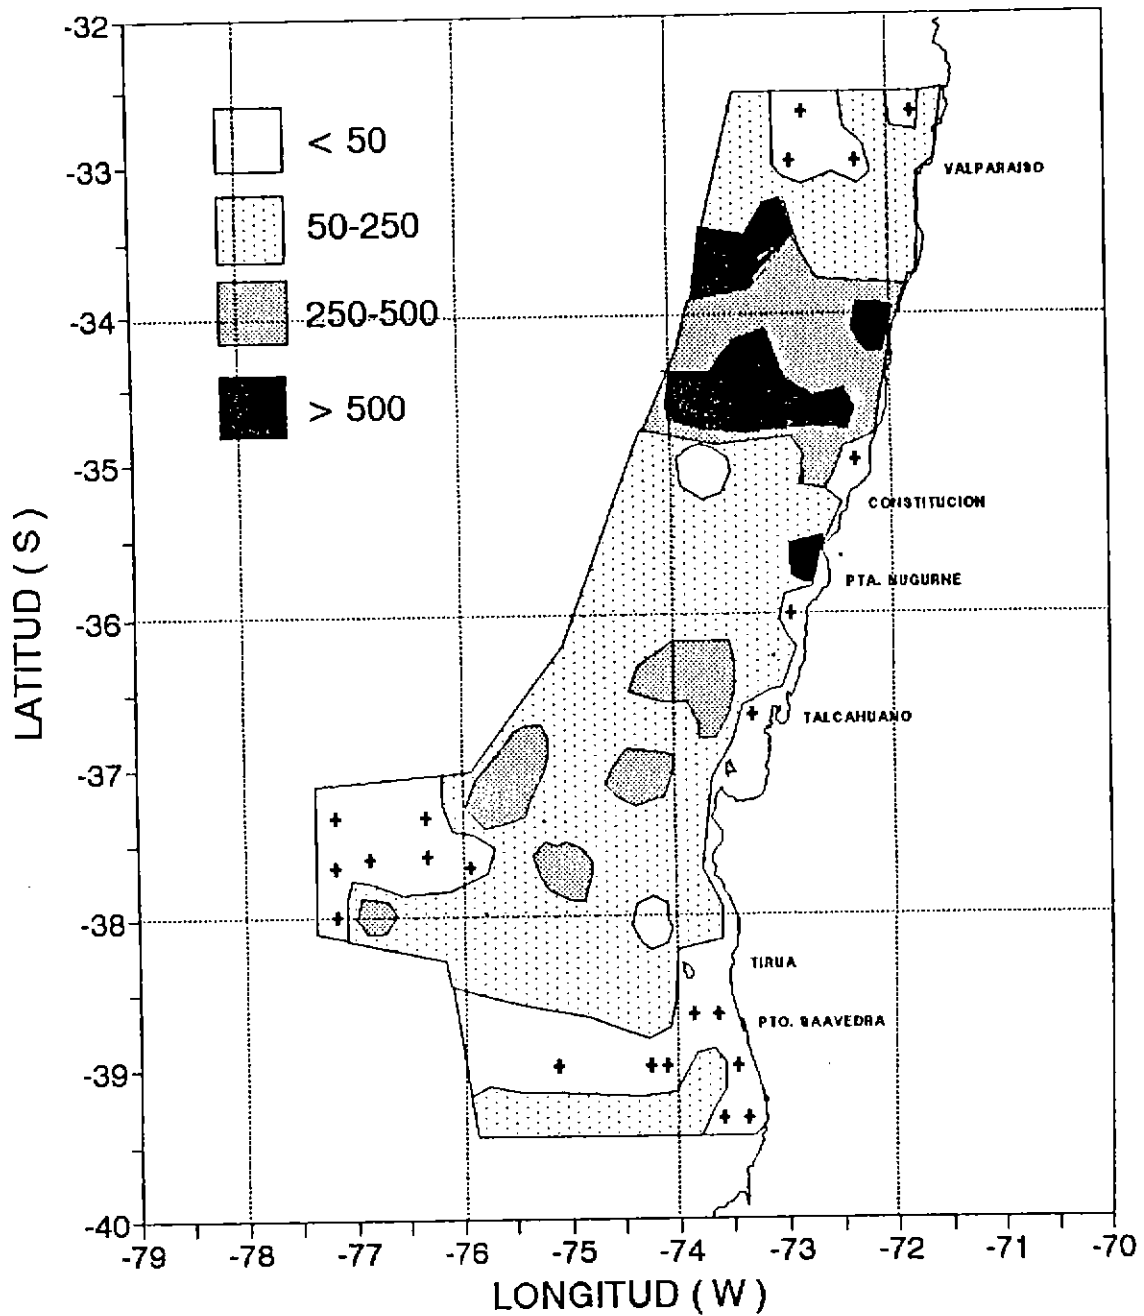 -32
< 50
-33
VALPARAISO
50-250
-34
250-500
> 500
-35
CONSTITUCION
PTA. NUGURNE
-36
LATITUD ( S )
TALCAHUANO
-37
-38
TIRUA
PTO. SAAVEDRA
-39
-40
-79 -78 -77 -76 -75 -74 -73 -72 -71 -70
LONGITUD ( W )